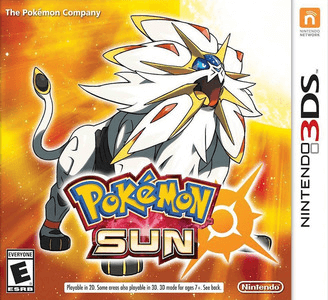 The Pokémon Company
NINTENDO
NETWORK
NINTENDO 3DS
POKéMON
SUN
EVERYONE
E
ESRB
Playable in 2D. Some areas also playable in 3D. 3D mode for ages 7+. See back.
Nintendo